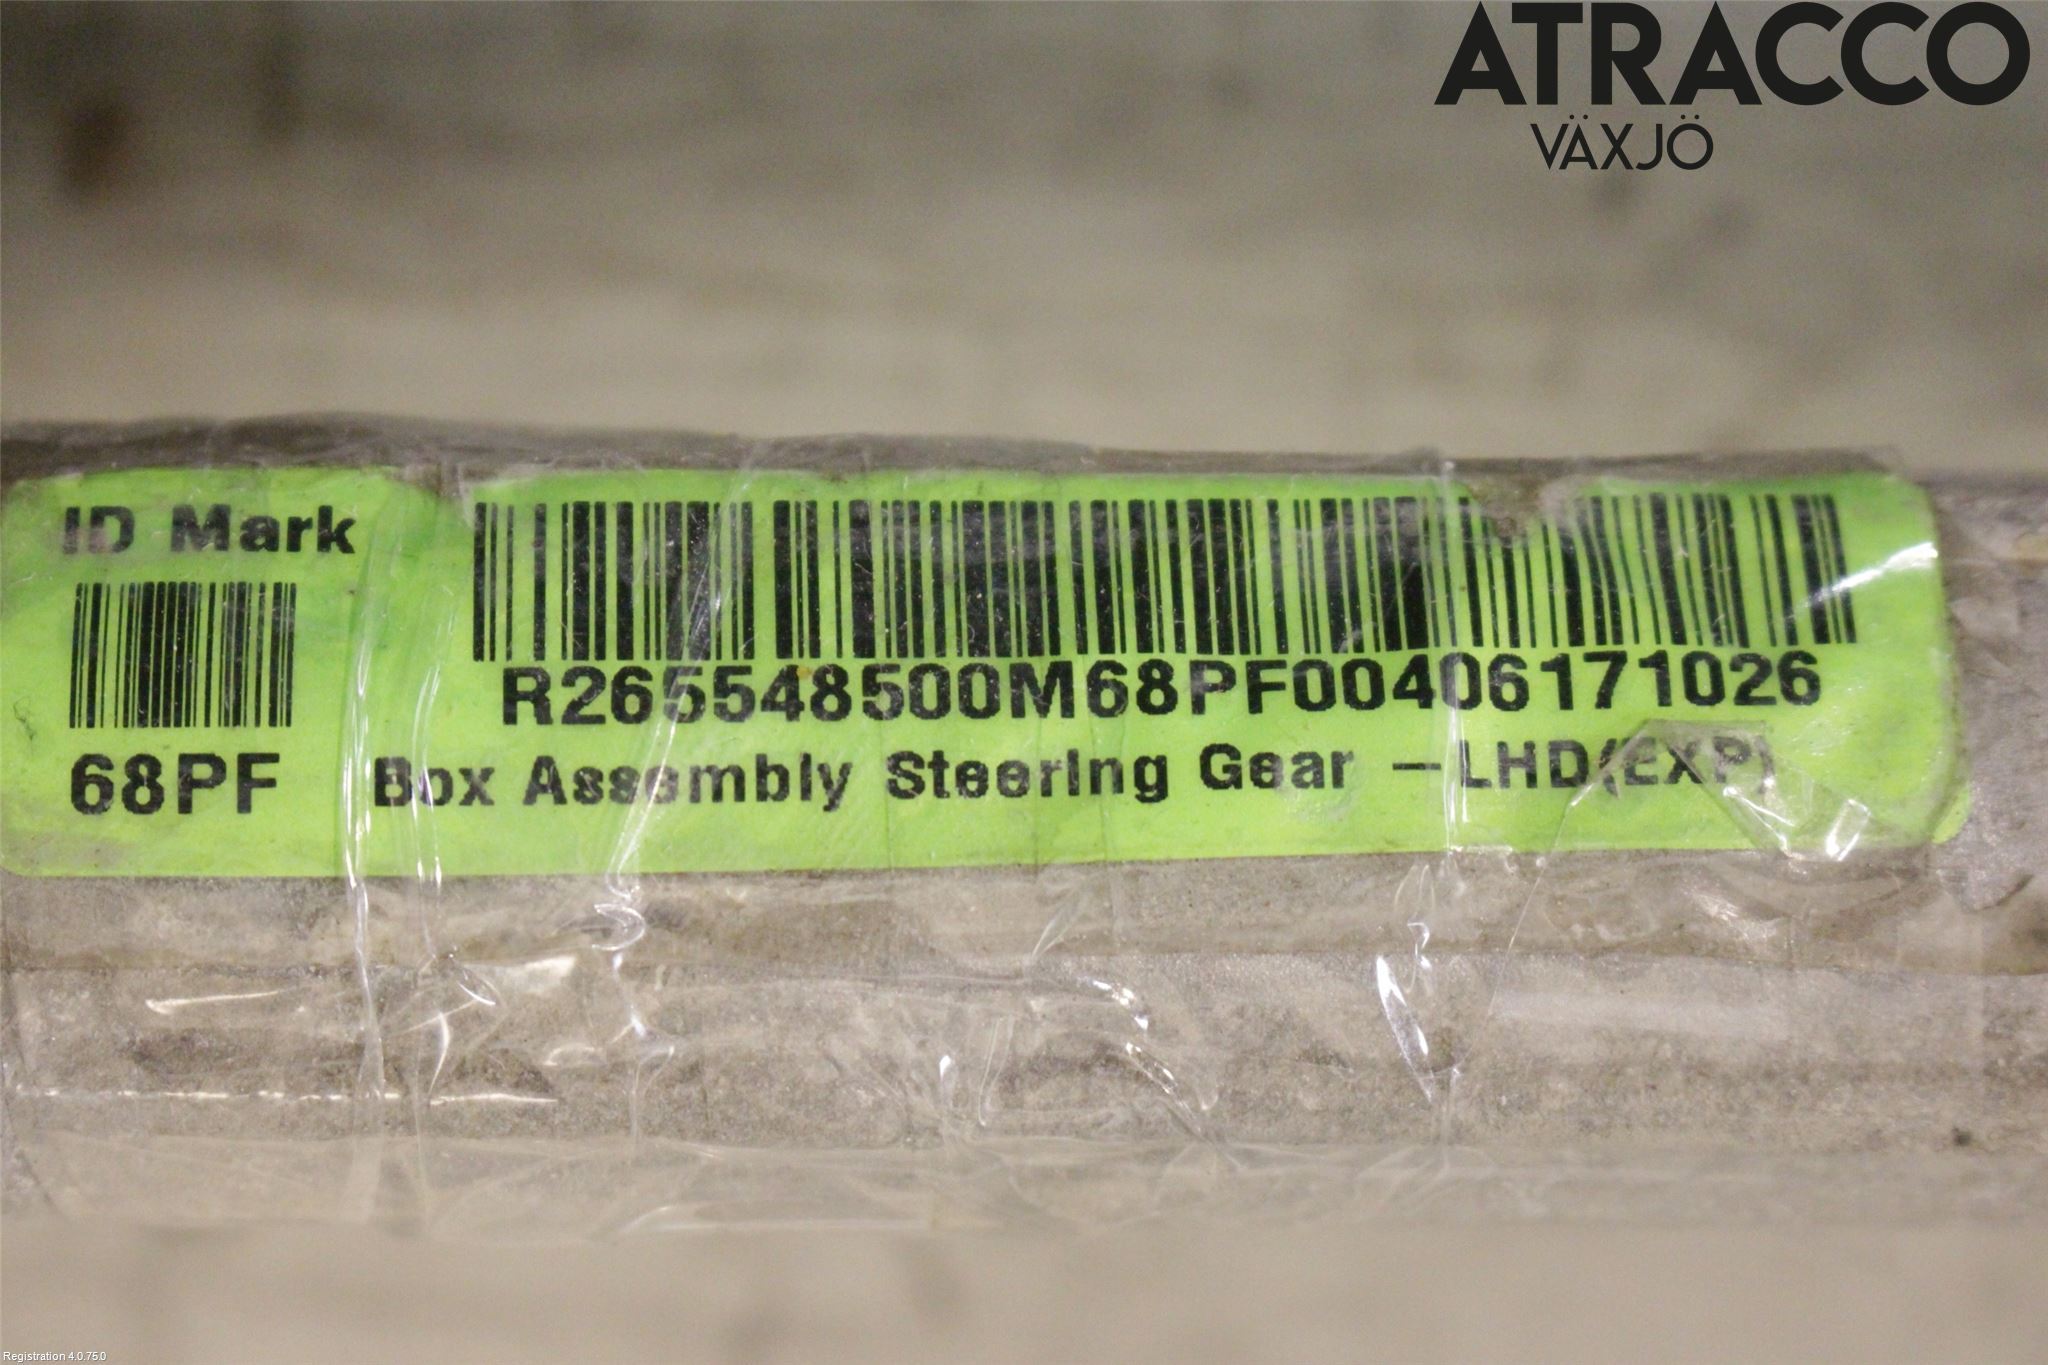 ATRACCO
VÄXJÖ
ID Mark
R265548500M68PF00406171026
68PF
Box Assembly Steering Gear -LHD(EXP)
Registration 4.0.75.0